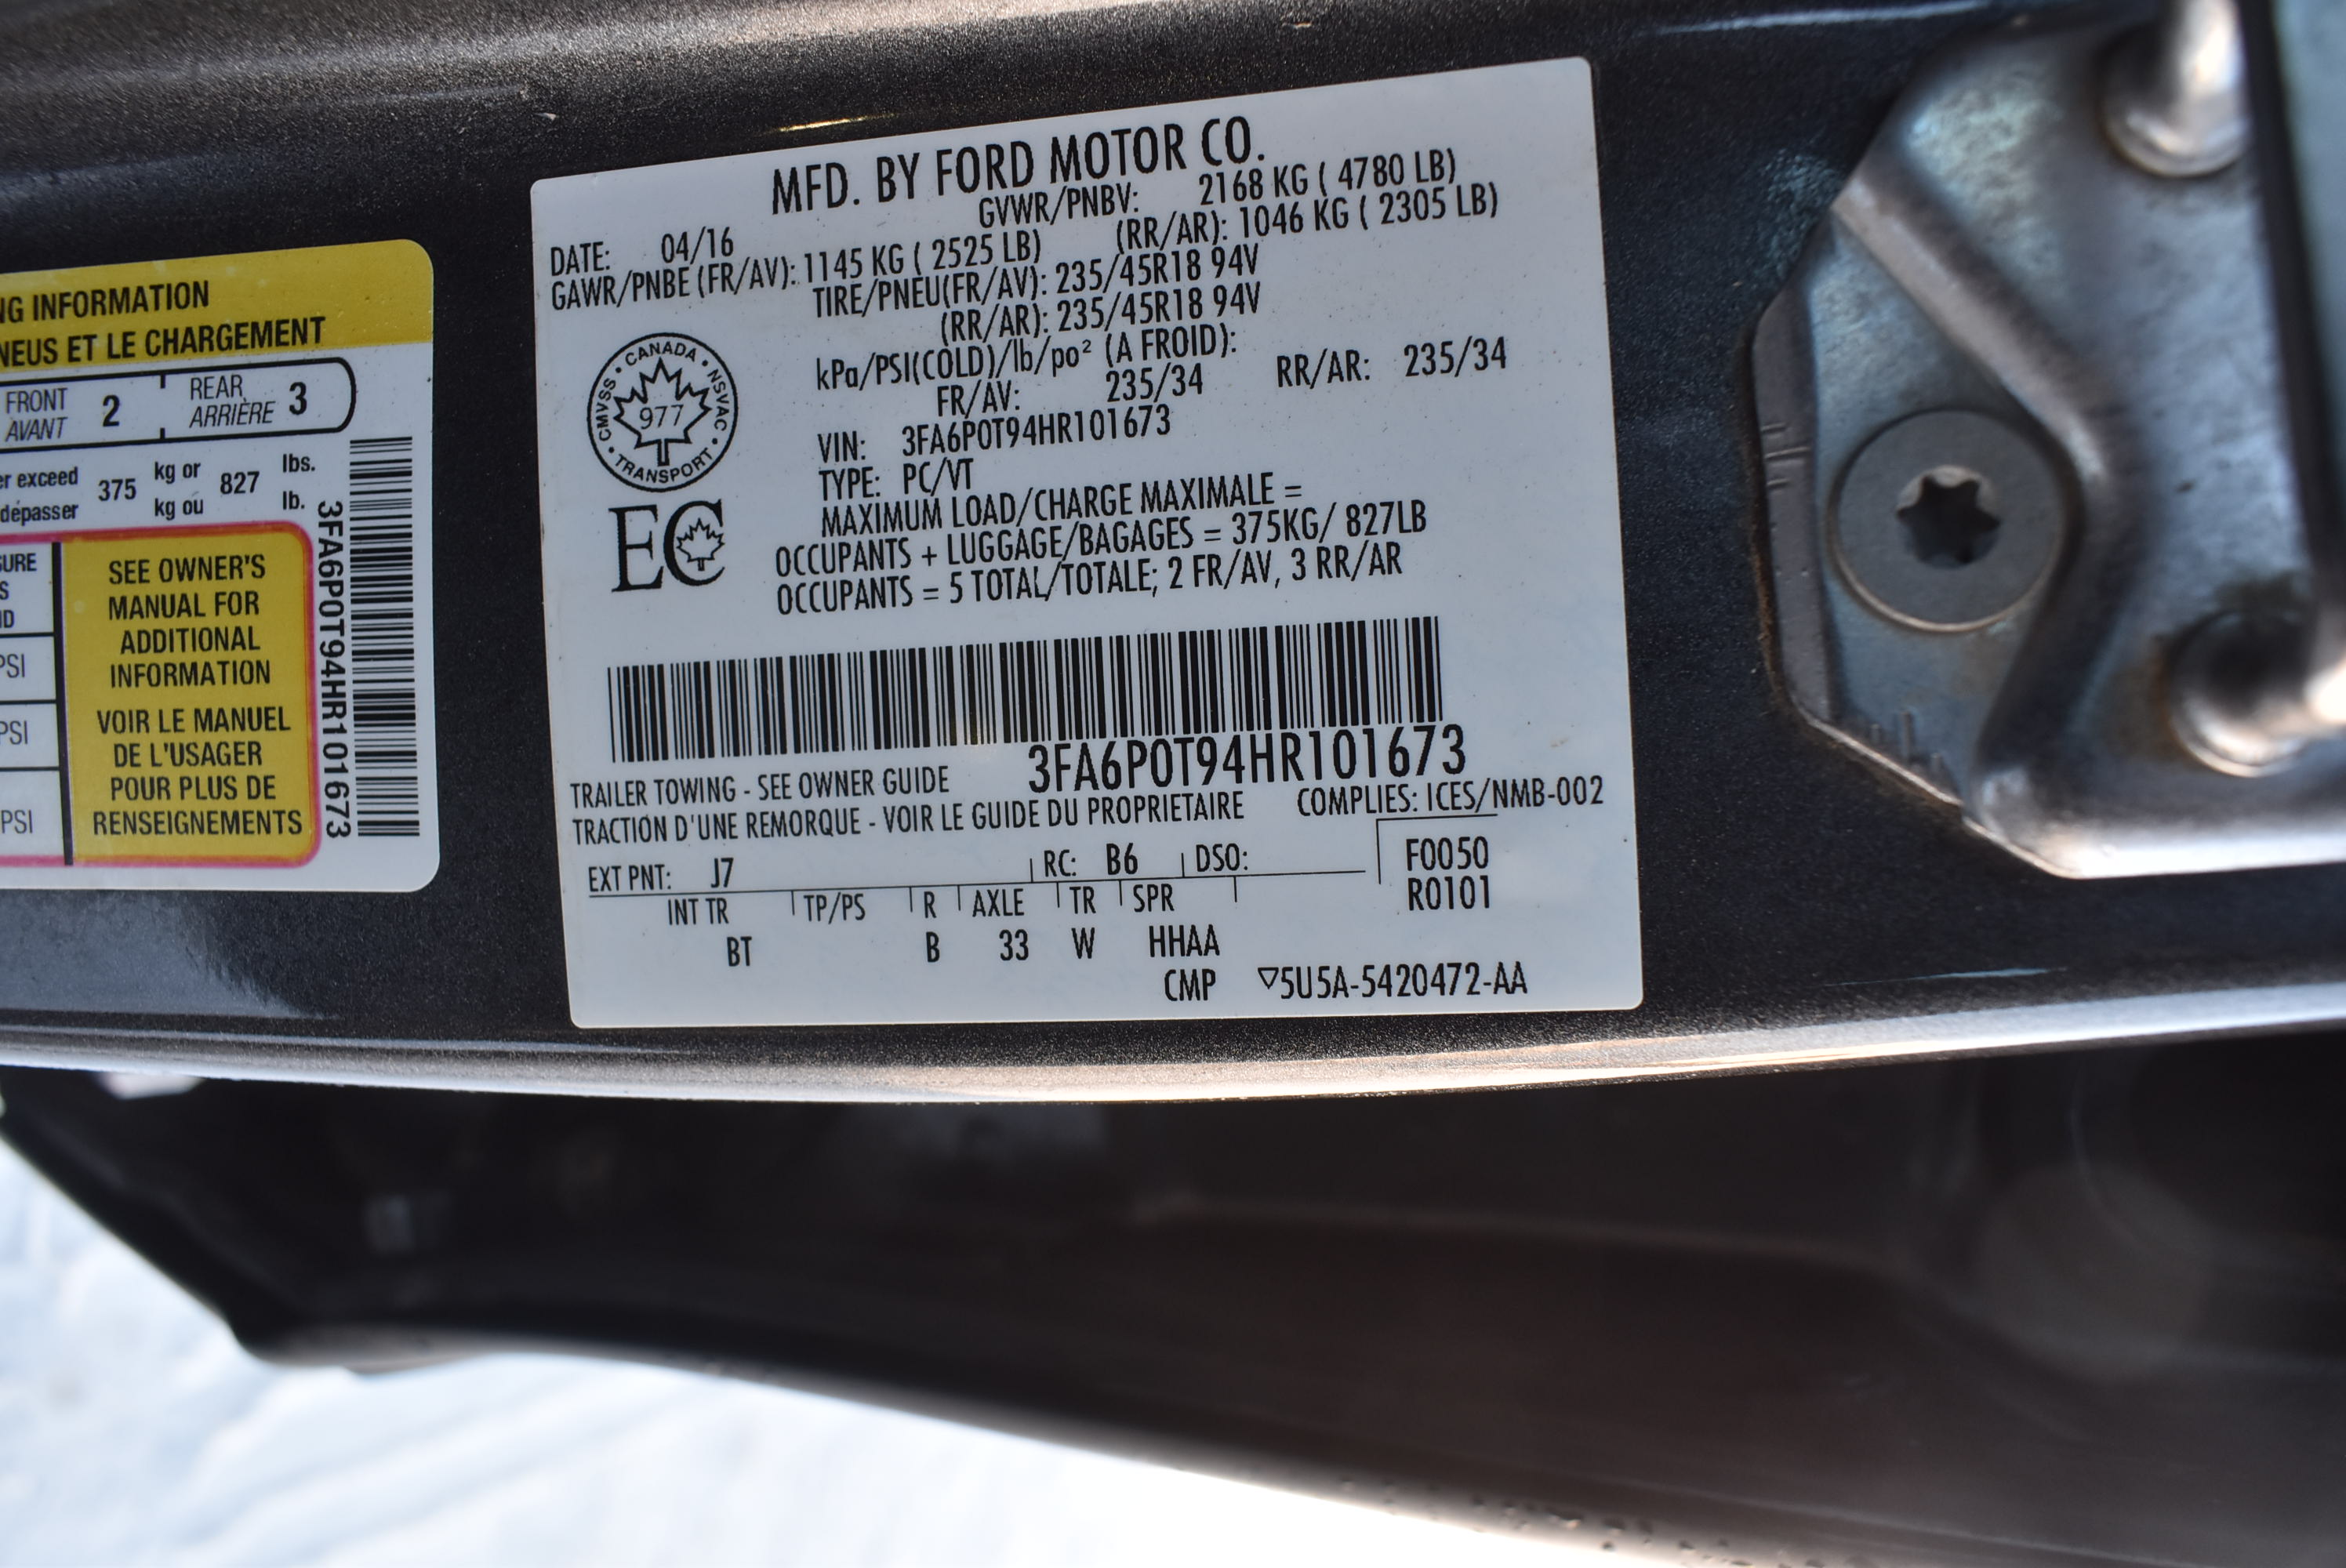 NG INFORMATION
NEUS ET LE CHARGEMENT
FRONT
AVANT
2
REAR
ARRIÈRE
3
er exceed
dépasser
375
kg or
kg ou
827
lbs.
lb.
3FA6P0T94HR101673
SURE
S
ND
PSI
PSI
PSI
SEE OWNER'S
MANUAL FOR
ADDITIONAL
INFORMATION
VOIR LE MANUEL
DE L'USAGER
POUR PLUS DE
RENSEIGNEMENTS
MFD. BY FORD MOTOR CO.
DATE: 04/16 GVWR/PNBV: 2168 KG ( 4780 LB)
GAWR/PNBE (FR/AV): 1145 KG ( 2525 LB) (RR/AR): 1046 KG ( 2305 LB)
TIRE/PNEU(FR/AV): 235/45R18 94V
(RR/AR): 235/45R18 94V
kPa/PSI(COLD)/lb/po² (A FROID):
FR/AV: 235/34 RR/AR: 235/34
CANADA • NSVAC • TRANSPORT • CMVSS •
977
EC
VIN: 3FA6P0T94HR101673
TYPE: PC/VT
MAXIMUM LOAD/CHARGE MAXIMALE =
OCCUPANTS + LUGGAGE/BAGAGES = 375KG/ 827LB
OCCUPANTS = 5 TOTAL/TOTALE; 2 FR/AV, 3 RR/AR
3FA6P0T94HR101673
TRAILER TOWING - SEE OWNER GUIDE
TRACTION D'UNE REMORQUE - VOIR LE GUIDE DU PROPRIETAIRE
COMPLIES: ICES/NMB-002
EXT PNT: J7 RC: B6 DSO:
F0050
R0101
INT TR TP/PS R AXLE TR SPR
BT B 33 W HHAA
CMP ▽5U5A-5420472-AA